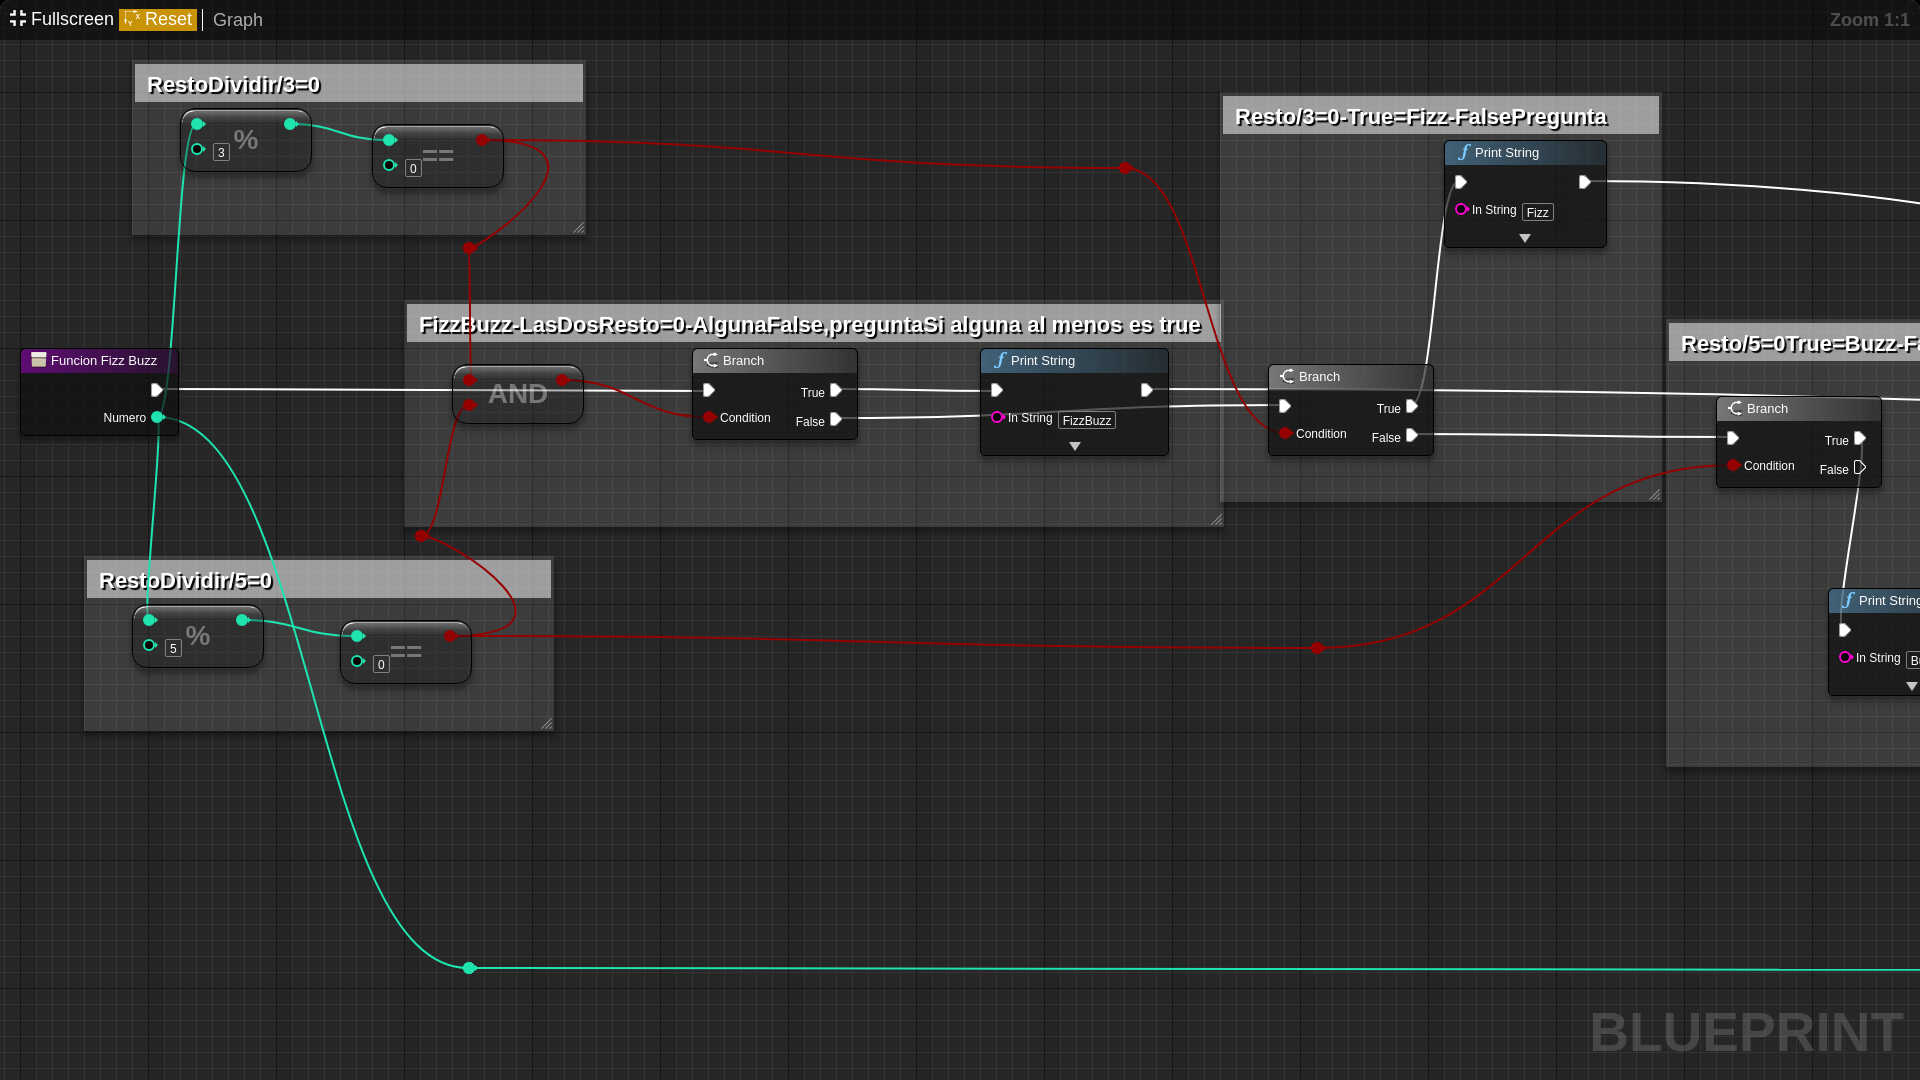 Fullscreen Reset Graph Zoom 1:1
RestoDividir/3=0
%
3
==
0
Resto/3=0-True=Fizz-FalsePregunta
Print String
In String Fizz
FizzBuzz-LasDosResto=0-AlgunaFalse,preguntaSi alguna al menos es true
Funcion Fizz Buzz
Numero
AND
Branch
True
Condition
False
Print String
In String FizzBuzz
Branch
True
Condition
False
Resto/5=0True=Buzz-Fa
Branch
True
Condition
False
Print String
In String Bu
RestoDividir/5=0
%
5
==
0
BLUEPRINT